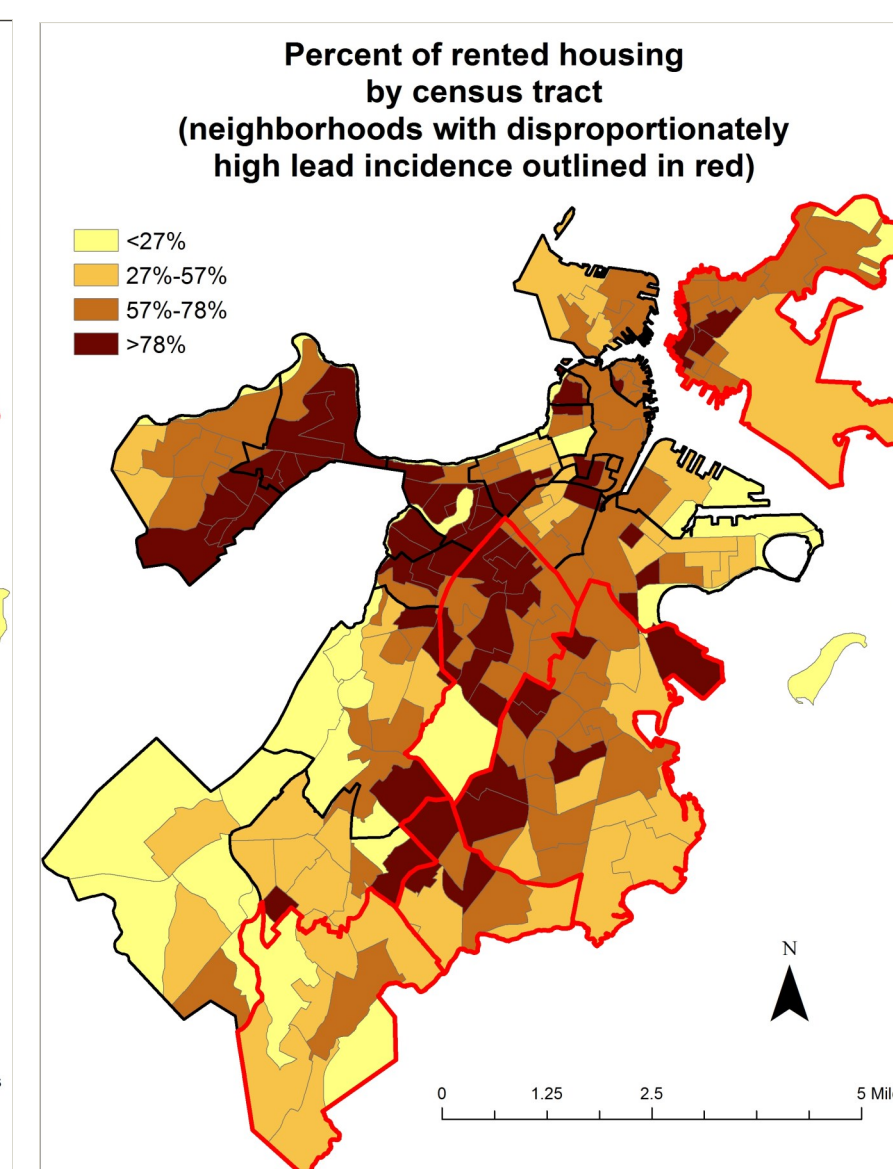 Percent of rented housing
by census tract
(neighborhoods with disproportionately
high lead incidence outlined in red)
<27%
27%-57%
57%-78%
>78%
N
0 1.25 2.5 5 Mil